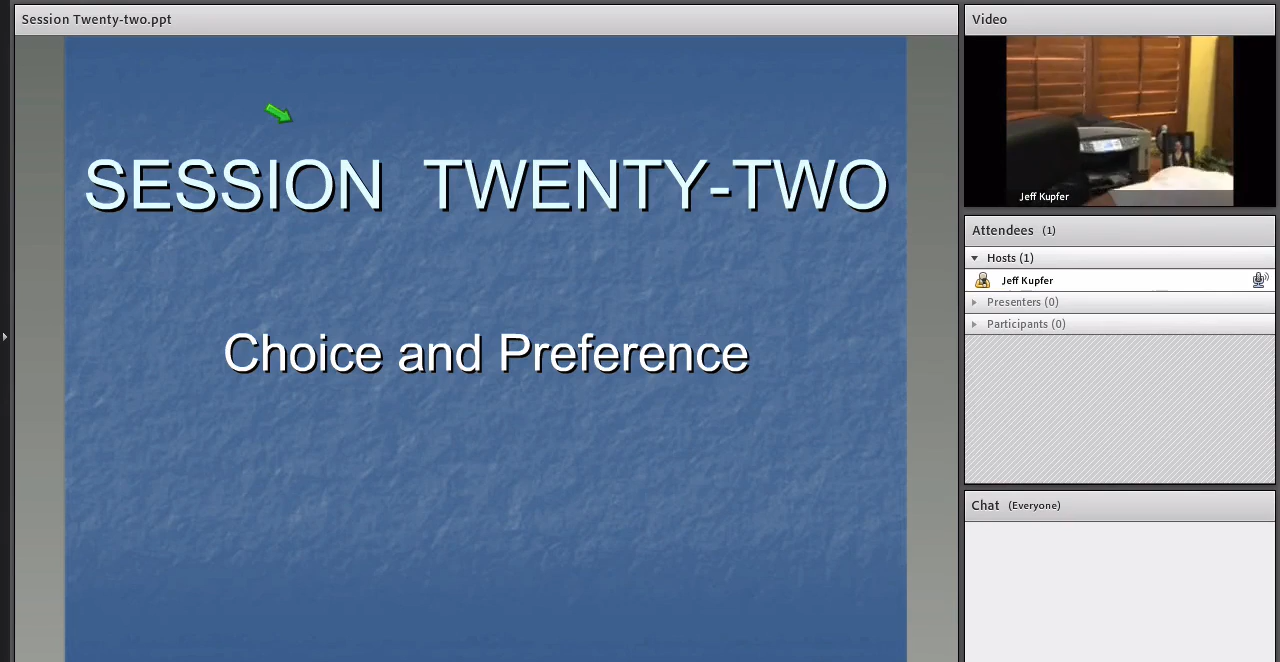 Session Twenty-two.ppt
SESSION TWENTY-TWO
Choice and Preference
Video
Jeff Kupfer
Attendees (1)
Hosts (1)
Jeff Kupfer
Presenters (0)
Participants (0)
Chat (Everyone)